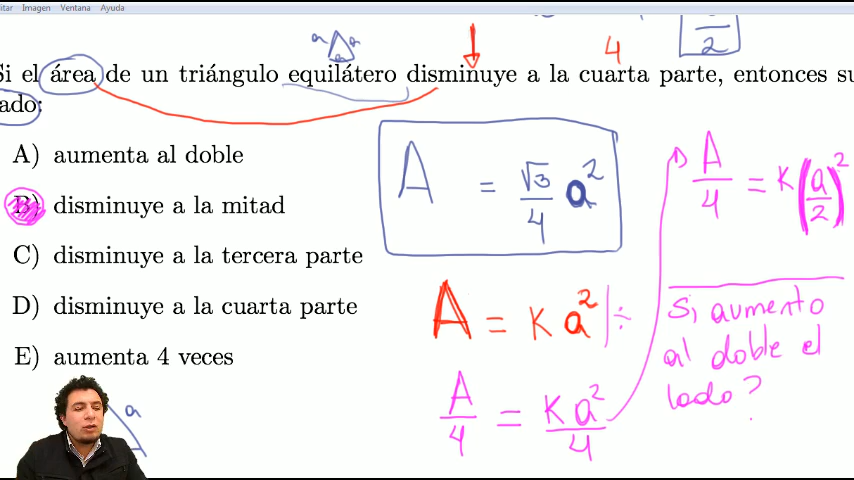 Imagen Ventana Ayuda
2
a a
4
Si el área de un triángulo equilátero disminuye a la cuarta parte, entonces su
lado:
A) aumenta al doble
B) disminuye a la mitad
C) disminuye a la tercera parte
D) disminuye a la cuarta parte
E) aumenta 4 veces
A = √3/4 a²
A = K a² | ÷
A/4 = K a²/4
A/4 = K (a/2)²
Si aumento
al doble el
lado?
a